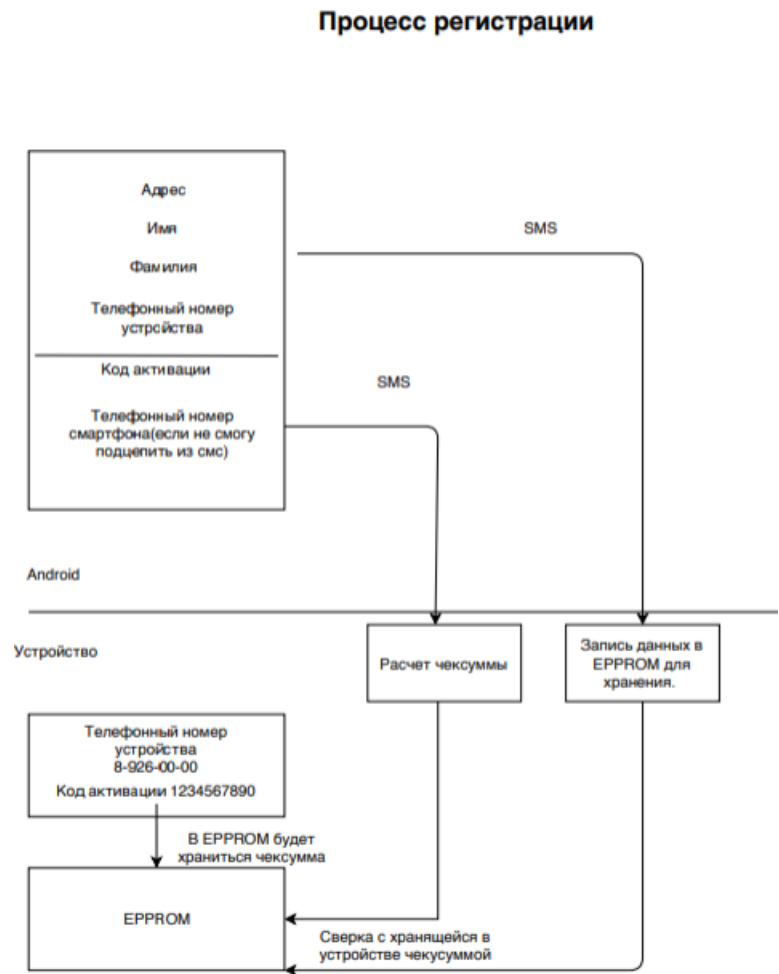 Процесс регистрации
Адрес
Имя
Фамилия
Телефонный номер
устройства
Код активации
Телефонный номер
смартфона(если не смогу
подцепить из смс)
SMS
SMS
Android
Устройство
Расчет чексуммы
Запись данных в
EPPROM для
хранения.
Телефонный номер
устройства
8-926-00-00
Код активации 1234567890
В EPPROM будет
храниться чексумма
EPPROM
Сверка с хранящейся в
устройстве чекусуммой